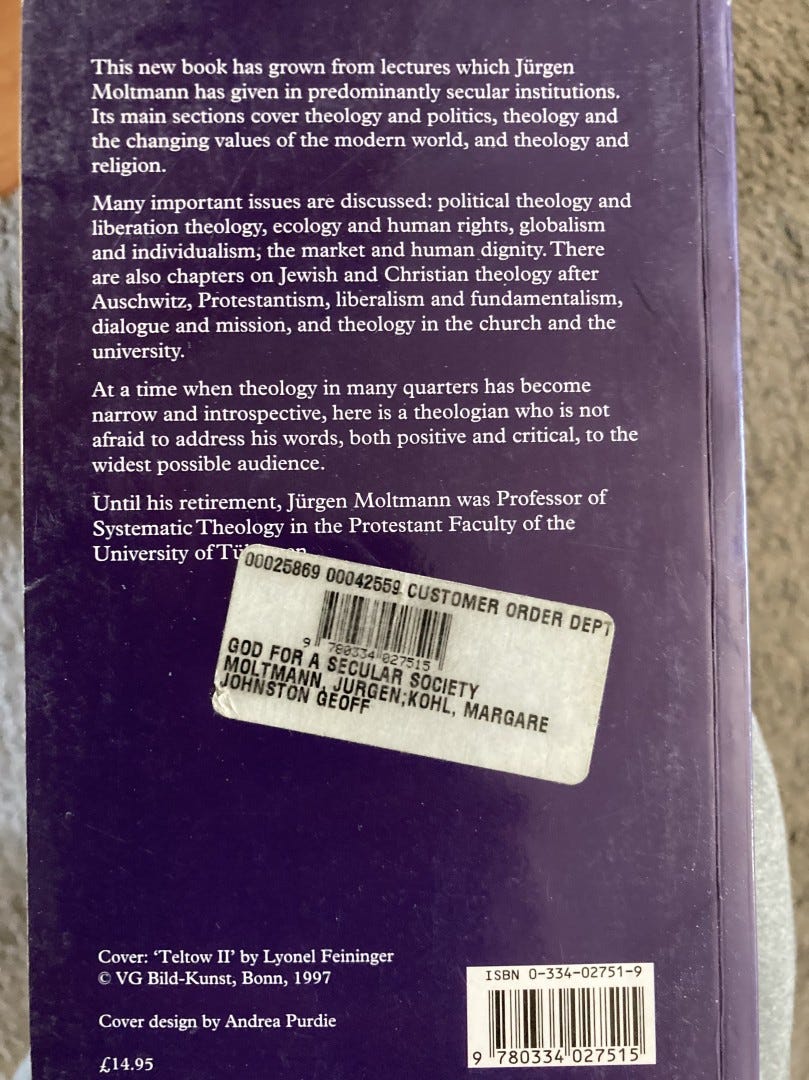 This new book has grown from lectures which Jürgen
Moltmann has given in predominantly secular institutions.
Its main sections cover theology and politics, theology and
the changing values of the modern world, and theology and
religion.
Many important issues are discussed: political theology and
liberation theology, ecology and human rights, globalism
and individualism; the market and human dignity. There
are also chapters on Jewish and Christian theology after
Auschwitz, Protestantism, liberalism and fundamentalism,
dialogue and mission, and theology in the church and the
university.
At a time when theology in many quarters has become
narrow and introspective, here is a theologian who is not
afraid to address his words, both positive and critical, to the
widest possible audience.
Until his retirement, Jürgen Moltmann was Professor of
Systematic Theology in the Protestant Faculty of the
University of
00025869 00042559 CUSTOMER ORDER DEPT
9 780334 027515
GOD FOR A SECULAR SOCIETY
MOLTMANN, JURGEN;KOHL, MARGARE
JOHNSTON GEOFF
Cover: ‘Teltow II’ by Lyonel Feininger
© VG Bild-Kunst, Bonn, 1997
Cover design by Andrea Purdie
£14.95
ISBN 0-334-02751-9
9 780334 027515